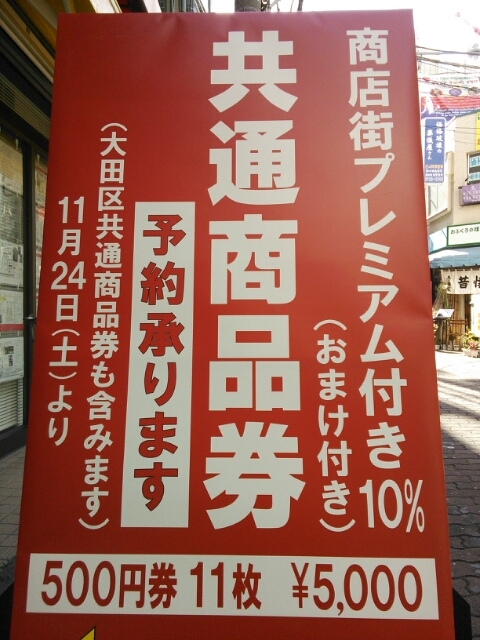 商店街プレミアム付き10%
(おまけ付き)
共通商品券
予約承ります
(大田区共通商品券も含みます)
11月24日(土)より
500円券 11枚 ¥5,000